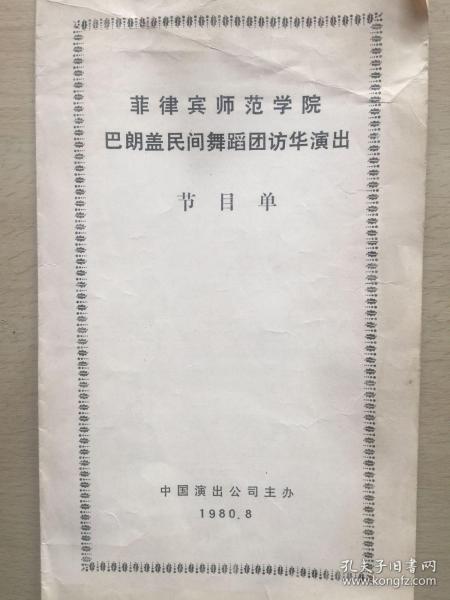 菲律宾师范学院
巴朗盖民间舞蹈团访华演出
节目单
中国演出公司主办
1980.8
孔夫子旧书网
www.kongfz.com